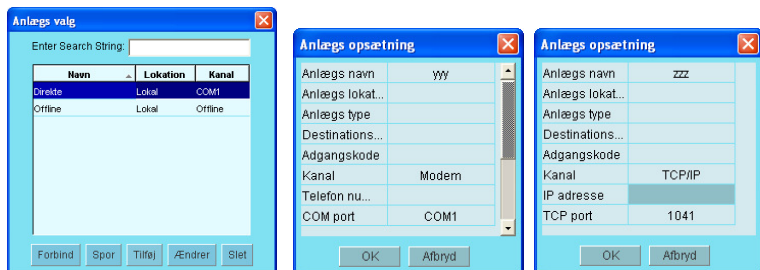 Anlægs valg
Enter Search String:
Navn Lokation Kanal
Direkte Lokal COM1
Offline Lokal Offline
Forbind Spor Tilføj Ændrer Slet
Anlægs opsætning
Anlægs navn yyy
Anlægs lokat...
Anlægs type
Destinations...
Adgangskode
Kanal Modem
Telefon nu...
COM port COM1
OK Afbryd
Anlægs opsætning
Anlægs navn zzz
Anlægs lokat...
Anlægs type
Destinations...
Adgangskode
Kanal TCP/IP
IP adresse
TCP port 1041
OK Afbryd